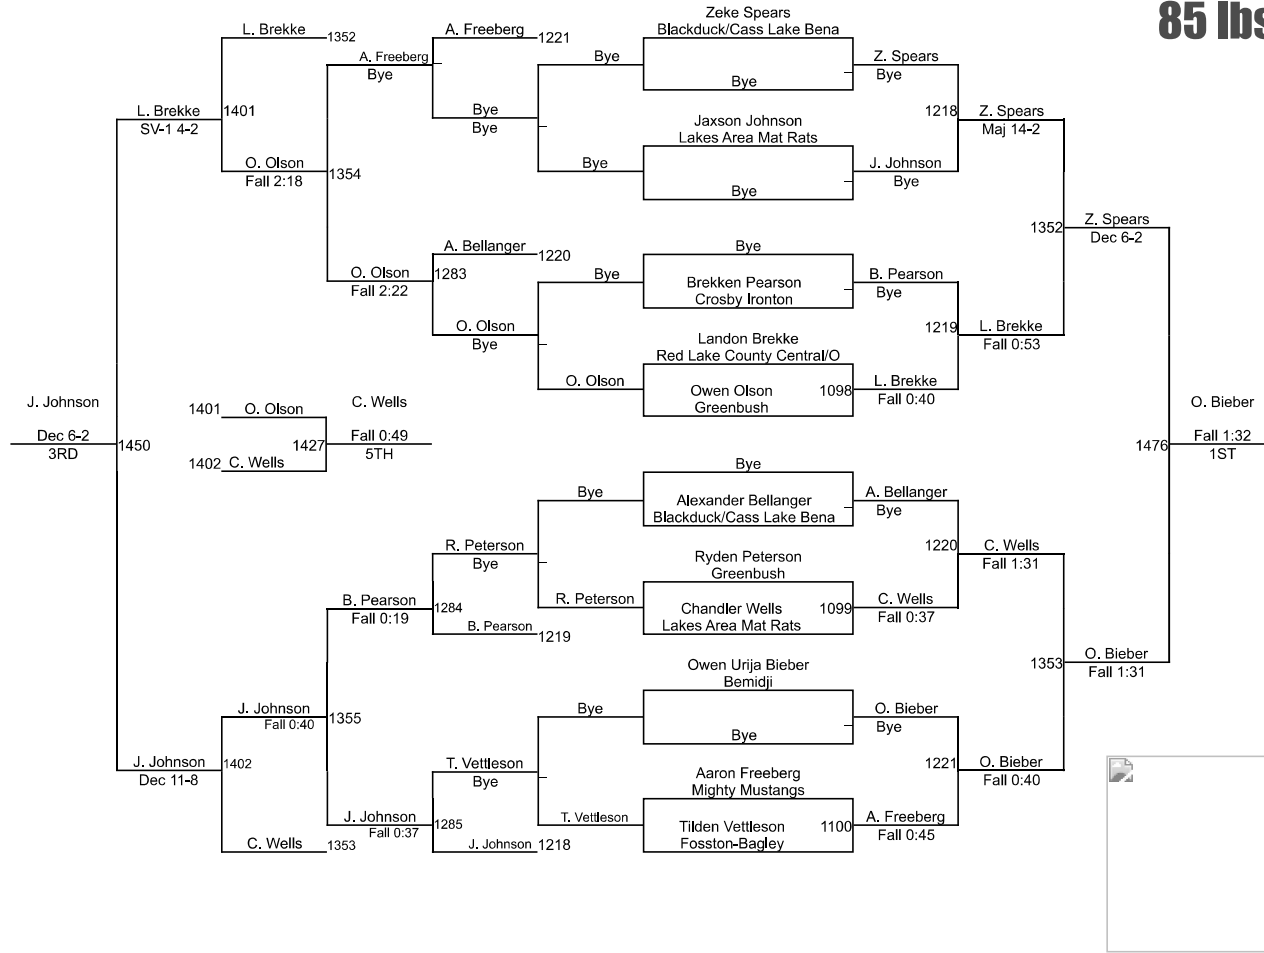 85 lbs
Zeke Spears
Blackduck/Cass Lake Bena
Bye
Jaxson Johnson
Lakes Area Mat Rats
Bye
Bye
Brekken Pearson
Crosby Ironton
Landon Brekke
Red Lake County Central/O
Owen Olson
Greenbush
1098
Bye
Alexander Bellanger
Blackduck/Cass Lake Bena
Ryden Peterson
Greenbush
Chandler Wells
Lakes Area Mat Rats
1099
Owen Urija Bieber
Bemidji
Bye
Aaron Freeberg
Mighty Mustangs
Tilden Vettleson
Fosston-Bagley
1100
Z. Spears
Bye
1218
J. Johnson
Bye
B. Pearson
Bye
1219
L. Brekke
Fall 0:40
A. Bellanger
Bye
1220
C. Wells
Fall 0:37
O. Bieber
Bye
1221
A. Freeberg
Fall 0:45
Z. Spears
Maj 14-2
1352
L. Brekke
Fall 0:53
C. Wells
Fall 1:31
1353
O. Bieber
Fall 0:40
Z. Spears
Dec 6-2
1476
O. Bieber
Fall 1:31
O. Bieber
Fall 1:32
1ST
Bye
Bye
Bye
O. Olson
Bye
R. Peterson
Bye
T. Vettleson
A. Freeberg
1221
Bye
Bye
A. Bellanger
1220
1283
O. Olson
Bye
R. Peterson
Bye
1284
B. Pearson
1219
T. Vettleson
Bye
1285
J. Johnson
1218
A. Freeberg
Bye
1354
O. Olson
Fall 2:22
B. Pearson
Fall 0:19
1355
J. Johnson
Fall 0:37
L. Brekke
1352
1401
O. Olson
Fall 2:18
J. Johnson
Fall 0:40
1402
C. Wells
1353
L. Brekke
SV-1 4-2
1450
J. Johnson
Dec 11-8
J. Johnson
Dec 6-2
3RD
1401
O. Olson
1427
1402
C. Wells
C. Wells
Fall 0:49
5TH